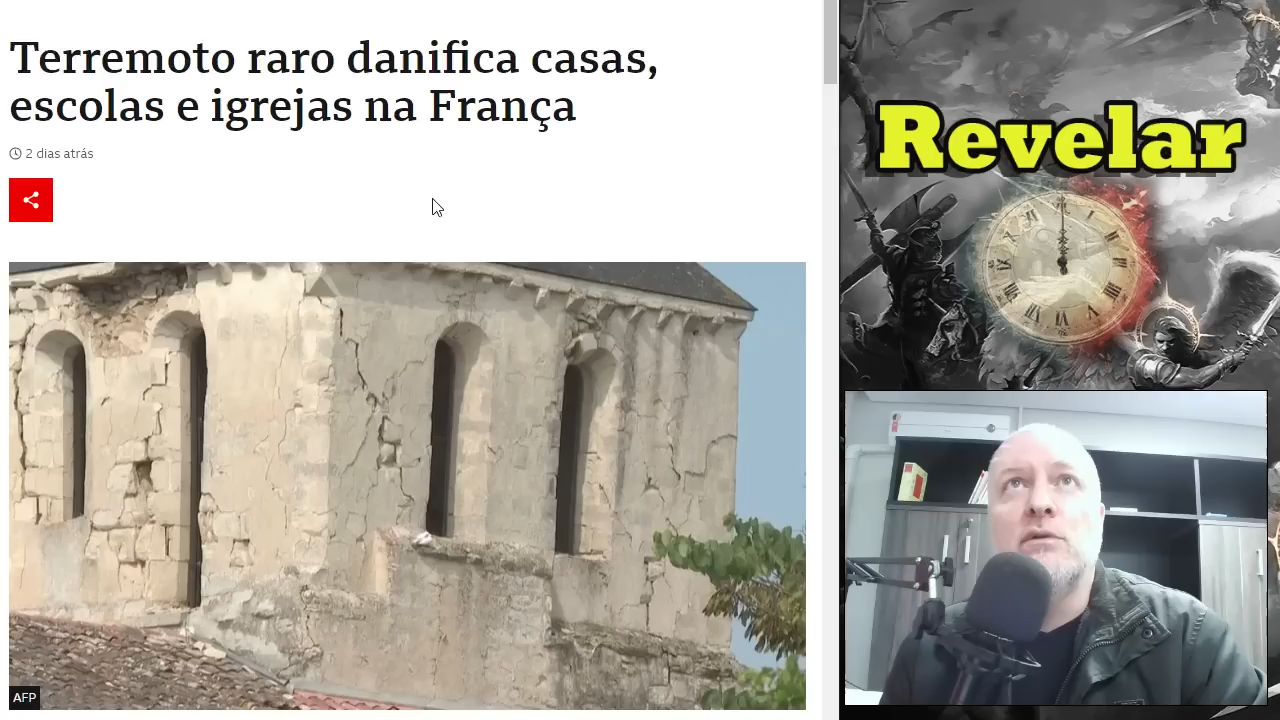 Terremoto raro danifica casas,
escolas e igrejas na França
2 dias atrás
AFP
Revelar